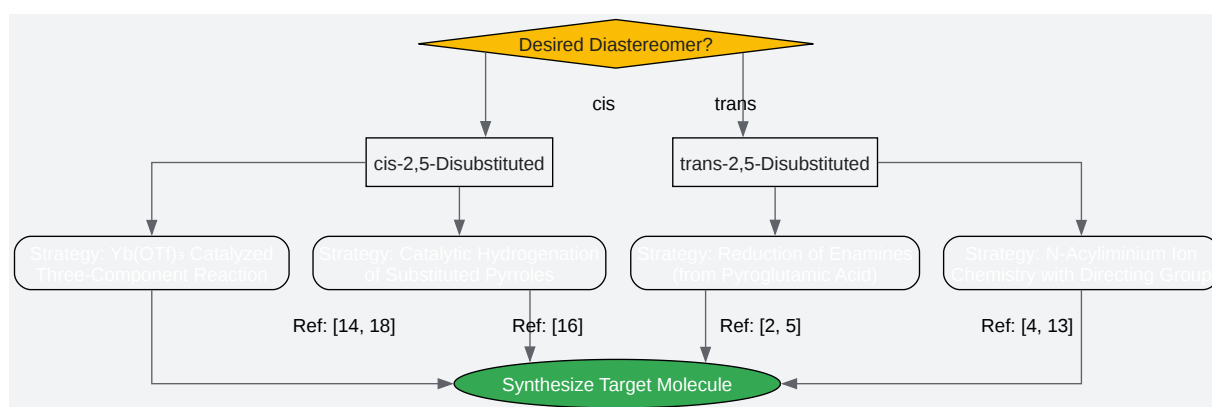 Desired Diastereomer?
cis
trans
cis-2,5-Disubstituted
trans-2,5-Disubstituted
Strategy: Yb(OTf)₃ Catalyzed
Three-Component Reaction
Strategy: Catalytic Hydrogenation
of Substituted Pyrroles
Strategy: Reduction of Enamines
(from Pyroglutamic Acid)
Strategy: N-Acyliminium Ion
Chemistry with Directing Group
Ref: [14, 18]
Ref: [16]
Ref: [2, 5]
Ref: [4, 13]
Synthesize Target Molecule